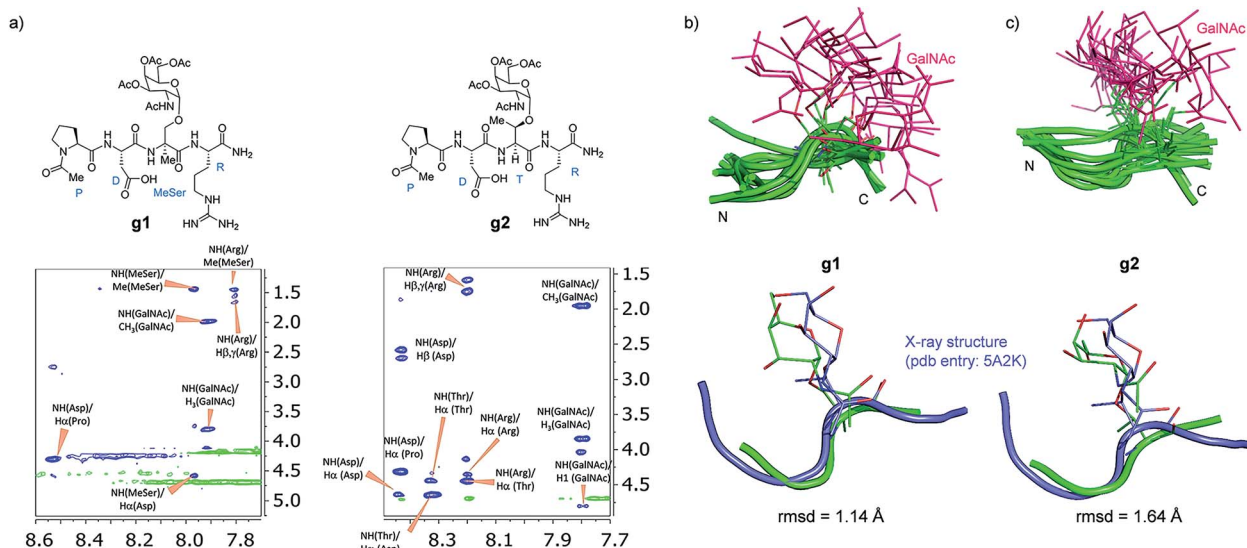 a)
b)
c)
OAc
OAc
AcO
O
AcHN
O
O
N
O
Me
P
H
N
O
D
O
OH
N
H
Me
MeSer
O
H
N
R
O
NH₂
NH
HN
NH₂
g1
OAc
OAc
AcO
O
AcHN
O
Me
O
N
O
Me
P
H
N
O
D
O
OH
N
H
H
T
O
H
N
R
O
NH₂
NH
HN
NH₂
g2
GalNAc
N
C
GalNAc
N
C
NH(Arg)/
Me(MeSer)
NH(MeSer)/
Me(MeSer)
NH(GalNAc)/
CH₃(GalNAc)
NH(Arg)/
Hβ,γ(Arg)
NH(GalNAc)/
H₃(GalNAc)
NH(Asp)/
Hα(Pro)
NH(MeSer)/
Hα(Asp)
1.5
2.0
2.5
3.0
3.5
4.0
4.5
5.0
8.6
8.4
8.2
8.0
7.8
NH(Arg)/
Hβ,γ(Arg)
NH(GalNAc)/
CH₃(GalNAc)
NH(Asp)/
Hβ (Asp)
NH(Thr)/
Hα (Thr)
NH(Arg)/
Hα (Arg)
NH(GalNAc)/
H₃(GalNAc)
NH(Asp)/
Hα (Pro)
NH(Asp)/
Hα (Asp)
NH(Arg)/
Hα (Thr)
NH(GalNAc)/
H1 (GalNAc)
NH(Thr)/
Hα (Asp)
1.5
2.0
2.5
3.0
3.5
4.0
4.5
8.3
8.2
8.0
7.7
g1
g2
X-ray structure
(pdb entry: 5A2K)
rmsd = 1.14 Å
rmsd = 1.64 Å